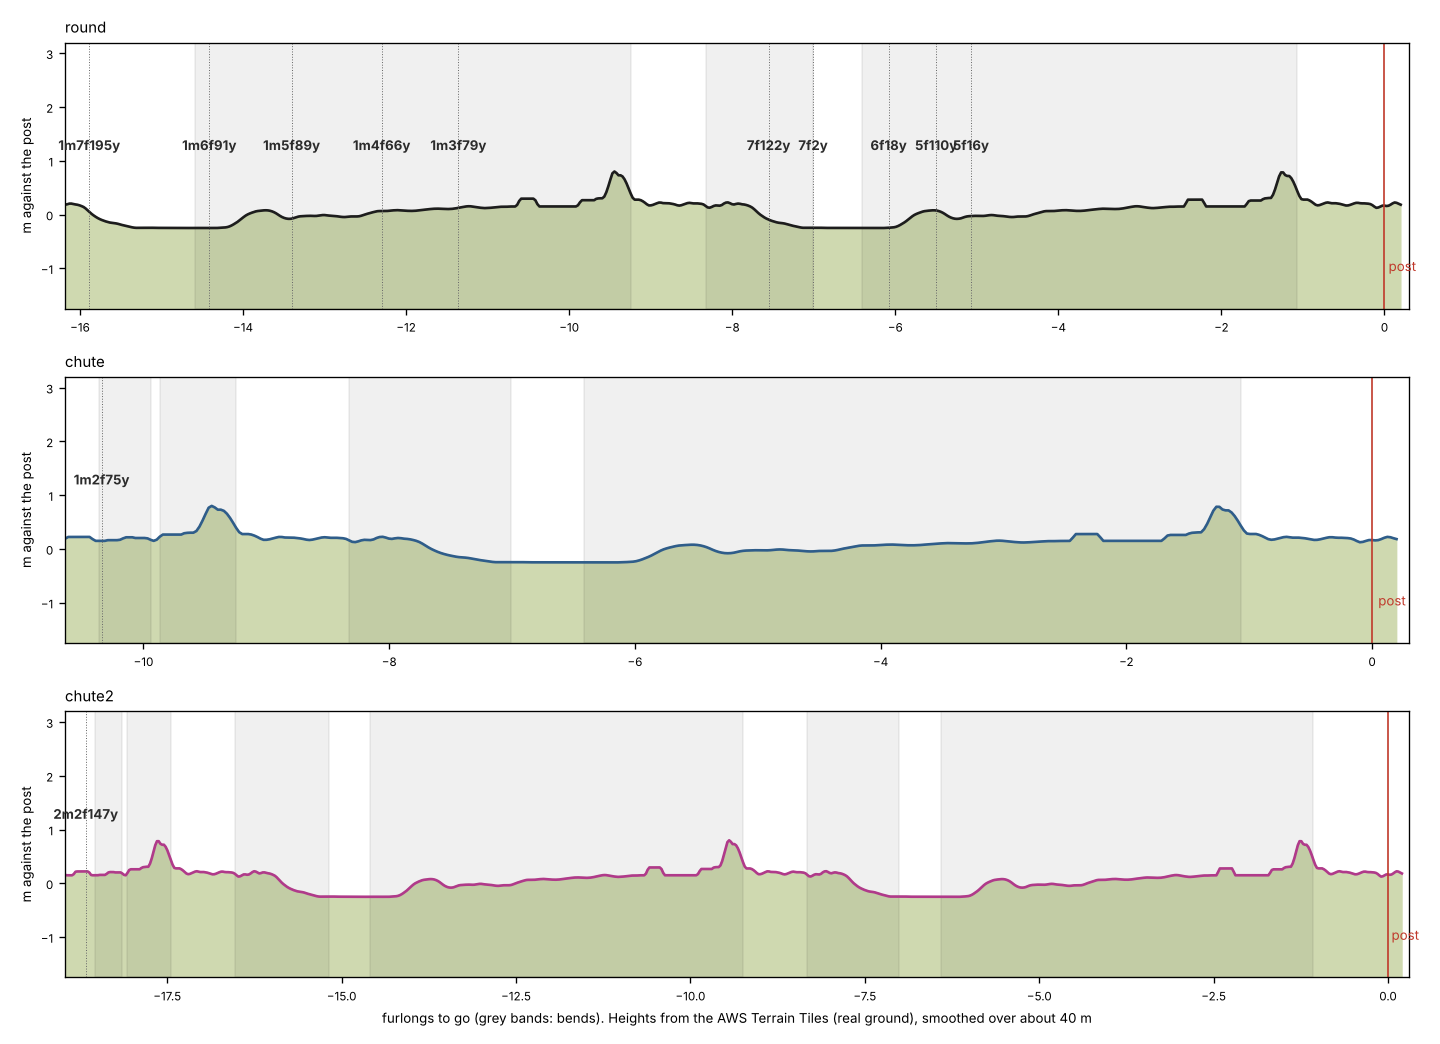 round
m against the post
3
2
1
0
−1
1m7f195y 1m6f91y 1m5f89y 1m4f66y 1m3f79y 7f122y 7f2y 6f18y 5f110y 5f16y
post
−16 −14 −12 −10 −8 −6 −4 −2 0
chute
m against the post
3
2
1
0
−1
1m2f75y
post
−10 −8 −6 −4 −2 0
chute2
m against the post
3
2
1
0
−1
2m2f147y
post
−17.5 −15.0 −12.5 −10.0 −7.5 −5.0 −2.5 0.0
furlongs to go (grey bands: bends). Heights from the AWS Terrain Tiles (real ground), smoothed over about 40 m